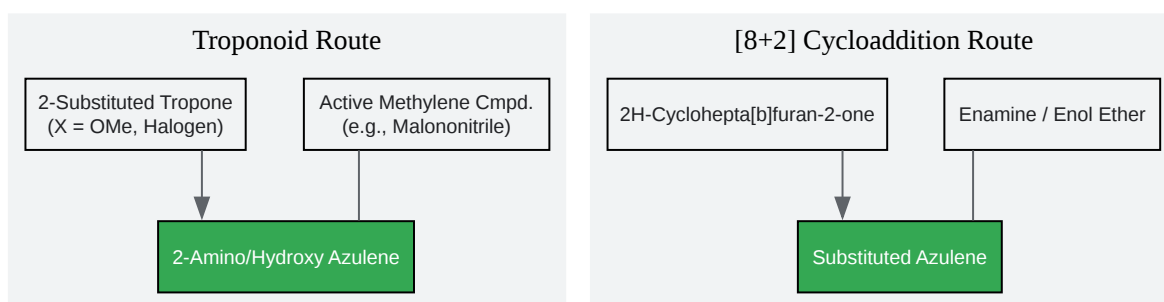 Troponoid Route
2-Substituted Tropone
(X = OMe, Halogen)
Active Methylene Cmpd.
(e.g., Malononitrile)
2-Amino/Hydroxy Azulene
[8+2] Cycloaddition Route
2H-Cyclohepta[b]furan-2-one
Enamine / Enol Ether
Substituted Azulene